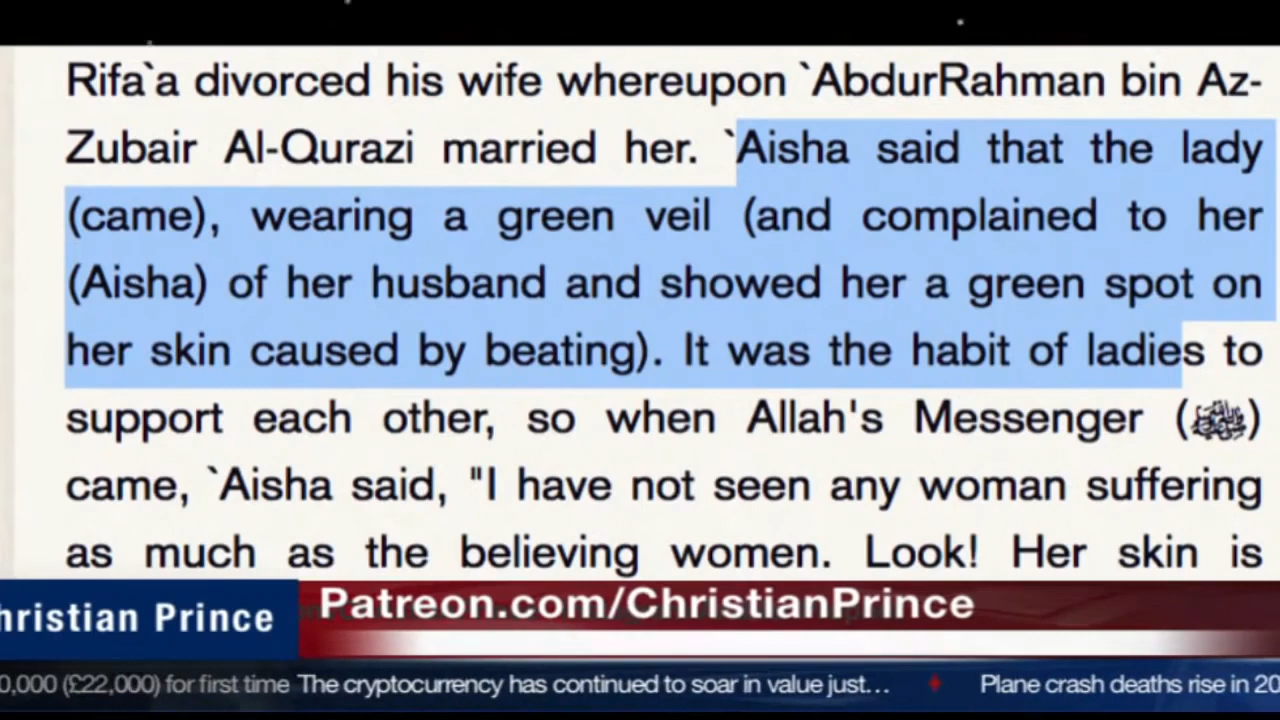 Rifa`a divorced his wife whereupon `AbdurRahman bin Az-
Zubair Al-Qurazi married her. `Aisha said that the lady
(came), wearing a green veil (and complained to her
(Aisha) of her husband and showed her a green spot on
her skin caused by beating). It was the habit of ladies to
support each other, so when Allah's Messenger (ﷺ)
came, `Aisha said, "I have not seen any woman suffering
as much as the believing women. Look! Her skin is
hristian Prince
Patreon.com/ChristianPrince
0,000 (£22,000) for first time The cryptocurrency has continued to soar in value just... Plane crash deaths rise in 20